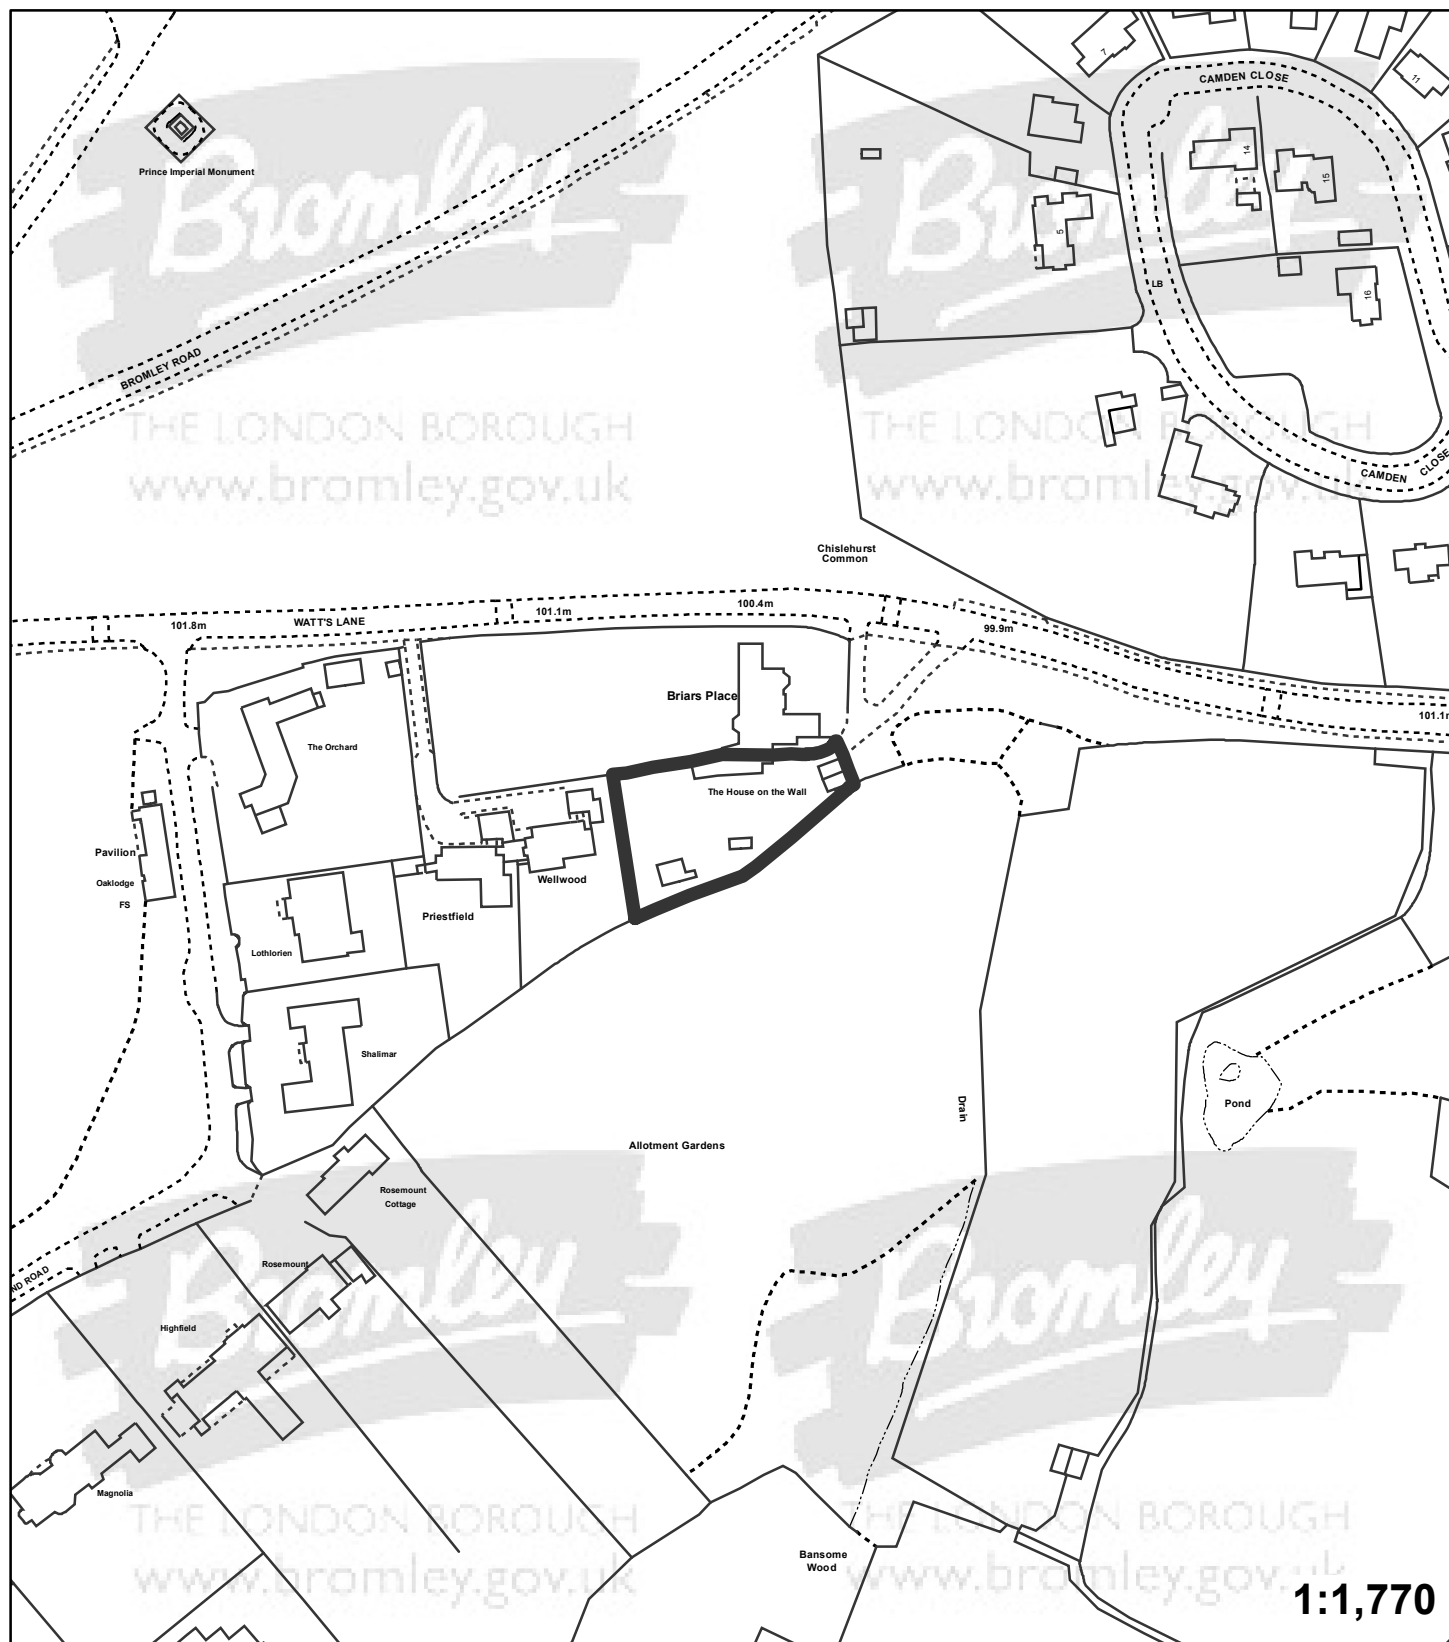 CAMDEN CLOSE
7
11
14
15
5
16
LB
Prince Imperial Monument
Bromley
THE LONDON BOROUGH
www.bromley.gov.uk
Bromley
THE LONDON BOROUGH
www.bromley.gov.uk
BROMLEY ROAD
CAMDEN CLOSE
Chislehurst
Common
101.8m
WATT'S LANE
101.1m
100.4m
99.9m
101.1m
Briars Place
The Orchard
The House on the Wall
Pavilion
Oaklodge
FS
Wellwood
Priestfield
Lothlorien
Shalimar
Drain
Pond
Allotment Gardens
Rosemount
Cottage
Rosemount
ND ROAD
Highfield
Magnolia
Bromley
THE LONDON BOROUGH
www.bromley.gov.uk
Bromley
THE LONDON BOROUGH
www.bromley.gov.uk
Bansome
Wood
1:1,770